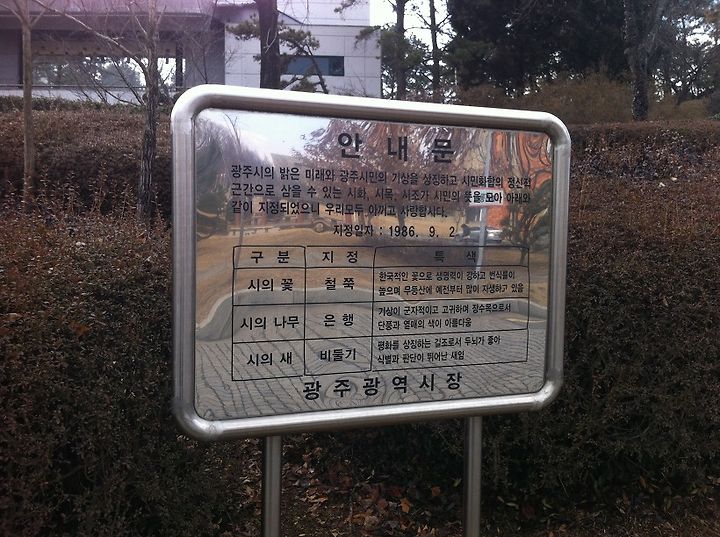 안내문
광주시의 밝은 미래와 광주시민의 기상을 상징하고 시민화합의 정신적
근간으로 삼을 수 있는 시화, 시목, 시조가 시민의 뜻을 모아 아래와
같이 지정되었으니 우리모두 아끼고 사랑합시다.
지정일자 : 1986. 9. 2
구분 지정 특색
시의 꽃 철쭉 한국적인 꽃으로 생명력이 강하고 번식률이
높으며 무등산에 예전부터 많이 자생하고 있음
시의 나무 은행 기상이 군자적이고 고귀하며 장수목으로서
단풍과 열매의 색이 아름다움
시의 새 비둘기 평화를 상징하는 길조로서 두뇌가 좋아
식별과 판단이 뛰어난 새임
광주광역시장